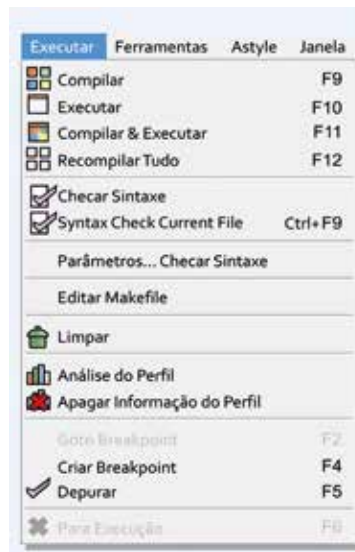 Executar Ferramentas Astyle Janela
Compilar F9
Executar F10
Compilar & Executar F11
Recompilar Tudo F12
Checar Sintaxe
Syntax Check Current File Ctrl+F9
Parâmetros... Checar Sintaxe
Editar Makefile
Limpar
Análise do Perfil
Apagar Informação do Perfil
Goto Breakpoint F2
Criar Breakpoint F4
Depurar F5
Para Execução F6